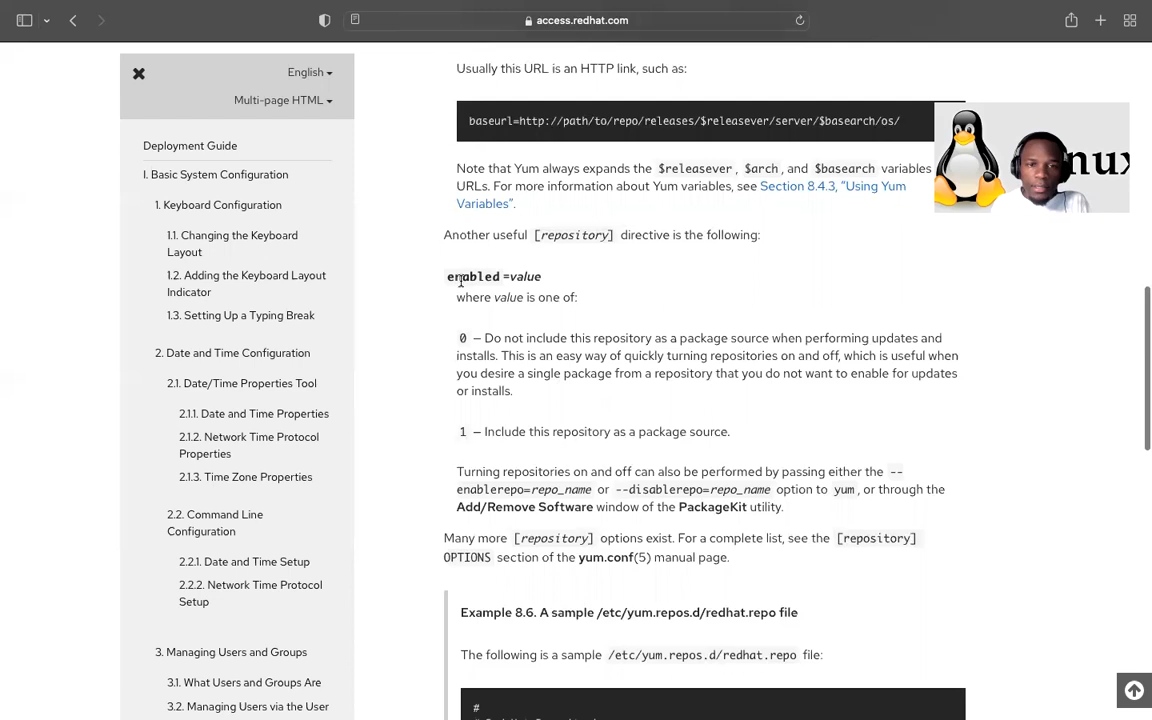 access.redhat.com
English
Multi-page HTML
Deployment Guide
I. Basic System Configuration
1. Keyboard Configuration
1.1. Changing the Keyboard
Layout
1.2. Adding the Keyboard Layout
Indicator
1.3. Setting Up a Typing Break
2. Date and Time Configuration
2.1. Date/Time Properties Tool
2.1.1. Date and Time Properties
2.1.2. Network Time Protocol
Properties
2.1.3. Time Zone Properties
2.2. Command Line
Configuration
2.2.1. Date and Time Setup
2.2.2. Network Time Protocol
Setup
3. Managing Users and Groups
3.1. What Users and Groups Are
3.2. Managing Users via the User
Usually this URL is an HTTP link, such as:
baseurl=http://path/to/repo/releases/$releasever/server/$basearch/os/
Note that Yum always expands the $releasever, $arch, and $basearch variables
URLs. For more information about Yum variables, see Section 8.4.3, “Using Yum
Variables”.
Another useful [repository] directive is the following:
enabled =value
where value is one of:
0 — Do not include this repository as a package source when performing updates and
installs. This is an easy way of quickly turning repositories on and off, which is useful when
you desire a single package from a repository that you do not want to enable for updates
or installs.
1 — Include this repository as a package source.
Turning repositories on and off can also be performed by passing either the --
enablerepo=repo_name or --disablerepo=repo_name option to yum, or through the
Add/Remove Software window of the PackageKit utility.
Many more [repository] options exist. For a complete list, see the [repository]
OPTIONS section of the yum.conf(5) manual page.
Example 8.6. A sample /etc/yum.repos.d/redhat.repo file
The following is a sample /etc/yum.repos.d/redhat.repo file:
#
nux